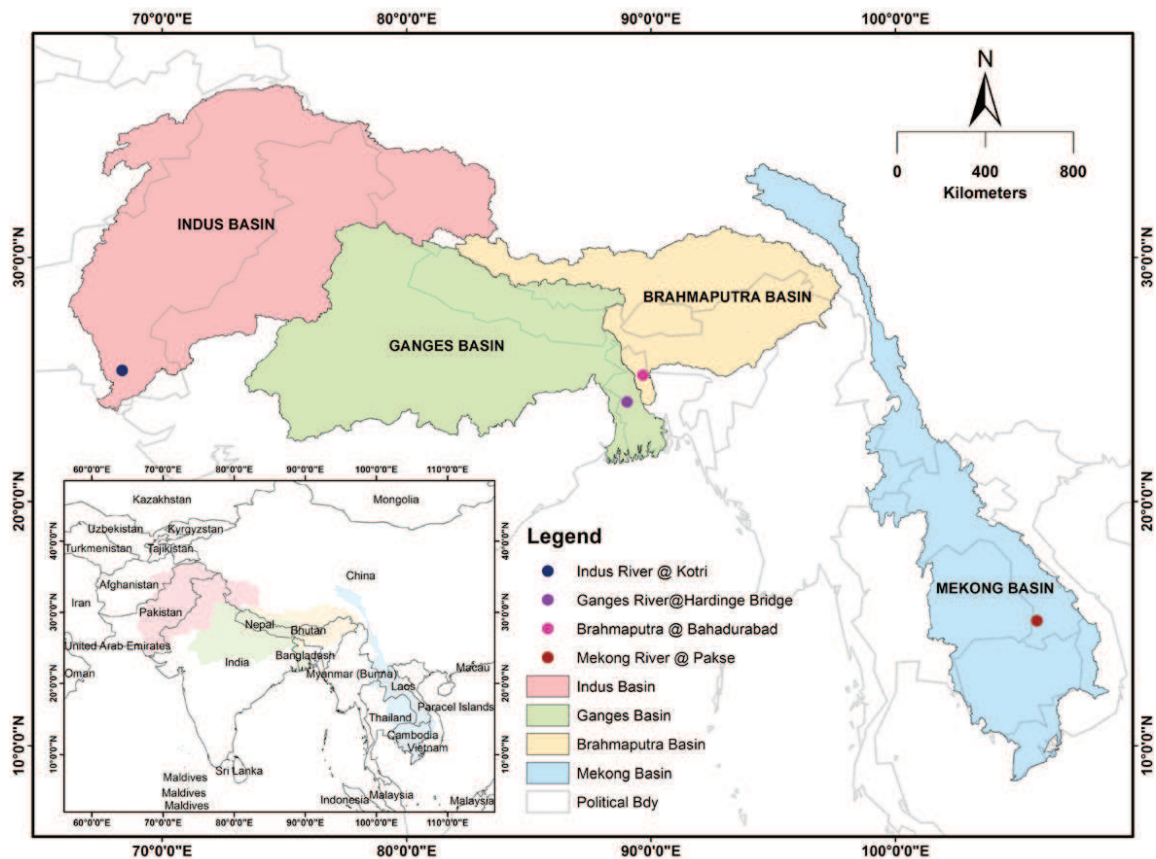 70°0'0"E
80°0'0"E
90°0'0"E
100°0'0"E
N
0 400 800
Kilometers
30°0'0"N
20°0'0"N
10°0'0"N
30°0'0"N
20°0'0"N
10°0'0"N
INDUS BASIN
GANGES BASIN
BRAHMAPUTRA BASIN
MEKONG BASIN
60°0'0"E
70°0'0"E
80°0'0"E
90°0'0"E
100°0'0"E
110°0'0"E
40°0'0"N
30°0'0"N
20°0'0"N
10°0'0"N
40°0'0"N
30°0'0"N
20°0'0"N
10°0'0"N
Kazakhstan
Mongolia
Uzbekistan
Kyrgyzstan
Turkmenistan
Tajikistan
China
Afghanistan
Iran
Pakistan
Nepal
Bhutan
United Arab Emirates
Bangladesh
India
Macau
Oman
Myanmar (Burma)
Laos
Paracel Islands
Thailand
Cambodia
Vietnam
Sri Lanka
Maldives
Maldives
Maldives
Malaysia
Indonesia
Malaysia
60°0'0"E
70°0'0"E
80°0'0"E
90°0'0"E
100°0'0"E
110°0'0"E
Legend
Indus River @ Kotri
Ganges River@Hardinge Bridge
Brahmaputra @ Bahadurabad
Mekong River @ Pakse
Indus Basin
Ganges Basin
Brahmaputra Basin
Mekong Basin
Political Bdy
70°0'0"E
80°0'0"E
90°0'0"E
100°0'0"E